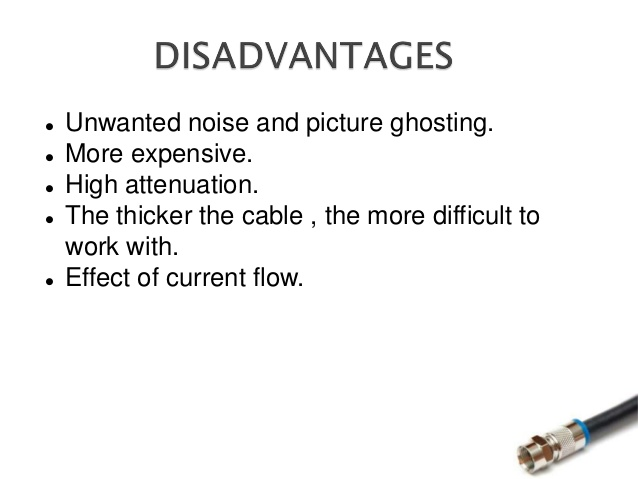 DISADVANTAGES
● Unwanted noise and picture ghosting.
● More expensive.
● High attenuation.
● The thicker the cable , the more difficult to
work with.
● Effect of current flow.